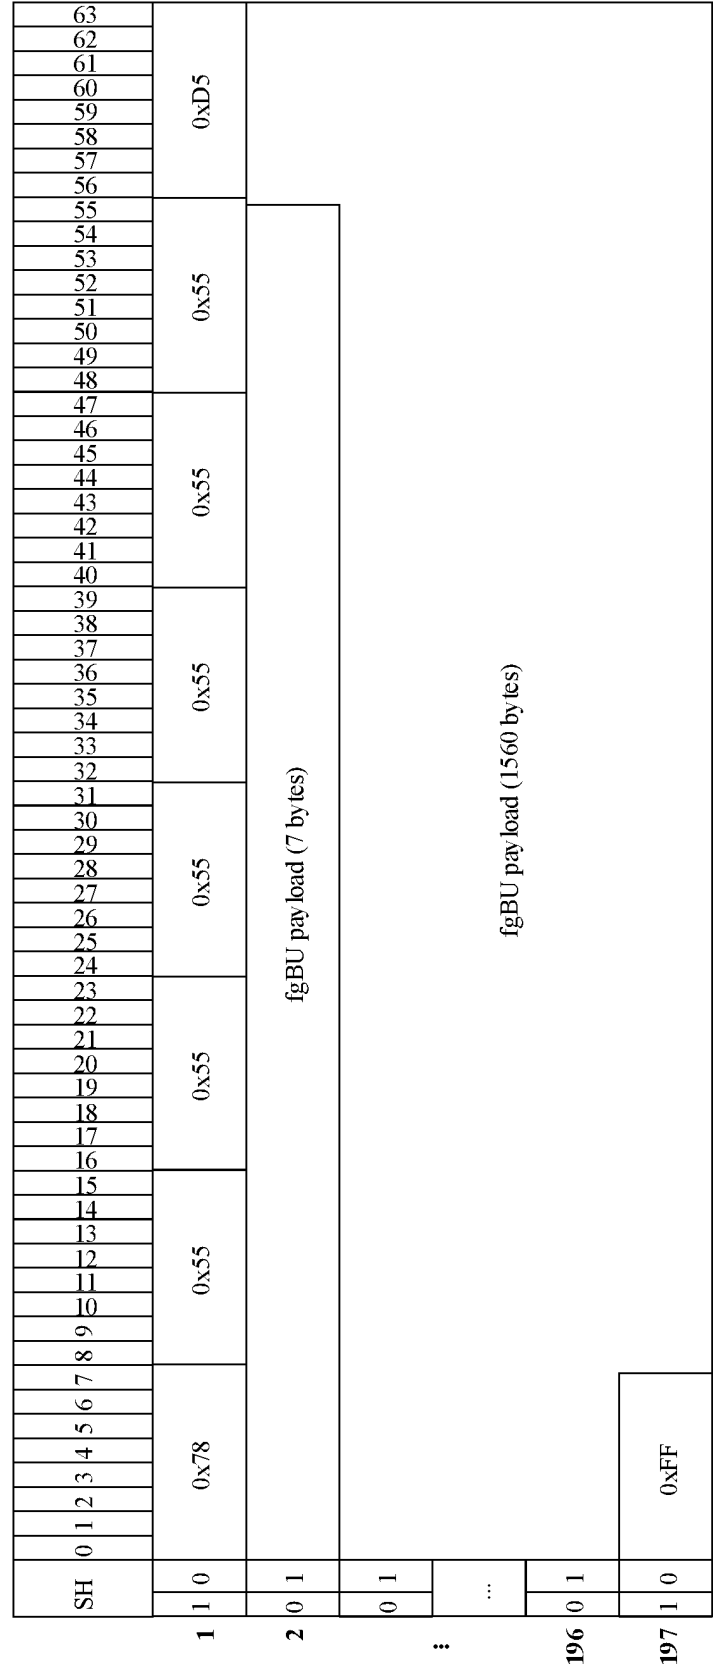 SH 0 1 2 3 4 5 6 7 8 9 10 11 12 13 14 15 16 17 18 19 20 21 22 23 24 25 26 27 28 29 30 31 32 33 34 35 36 37 38 39 40 41 42 43 44 45 46 47 48 49 50 51 52 53 54 55 56 57 58 59 60 61 62 63
1 1 0 0x78 0x55 0x55 0x55 0x55 0x55 0x55 0xD5
2 0 1 fgBU payload (7 bytes)
0 1
... ...
fgBU payload (1560 bytes)
196 0 1
197 1 0 0xFF